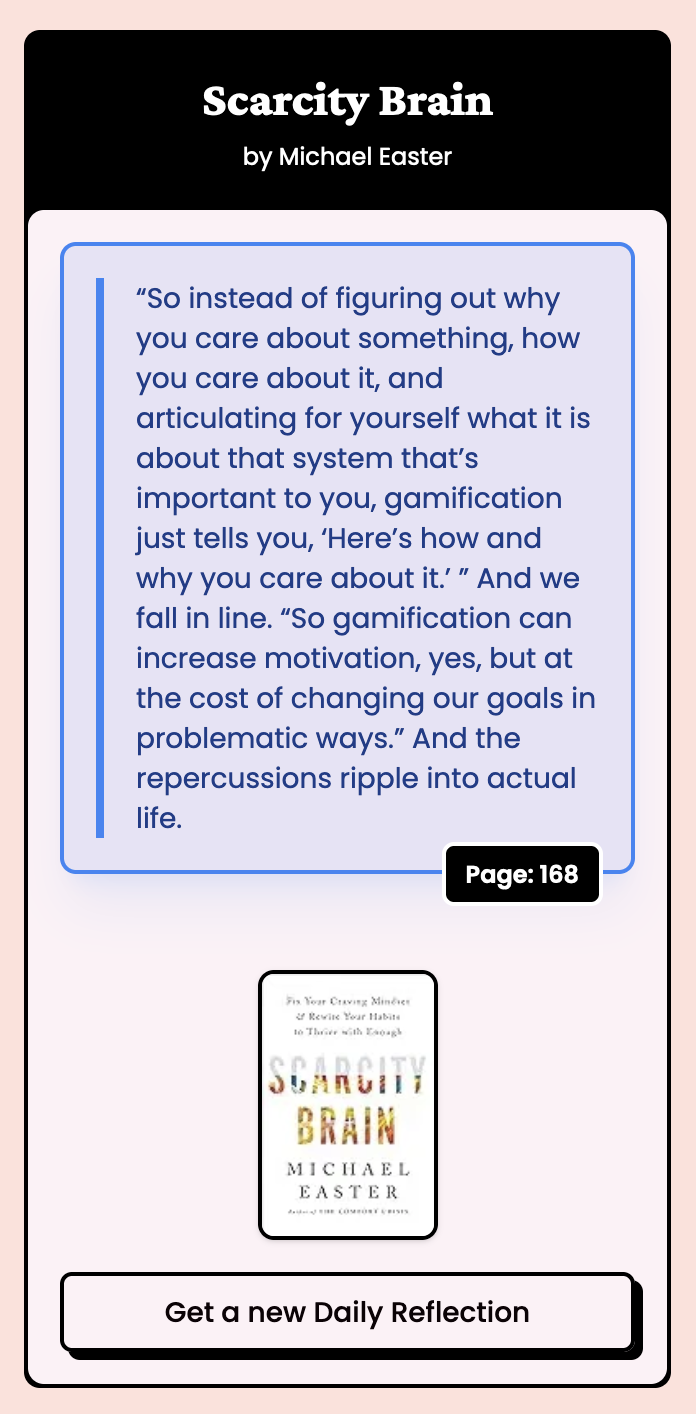 Scarcity Brain
by Michael Easter
“So instead of figuring out why
you care about something, how
you care about it, and
articulating for yourself what it is
about that system that’s
important to you, gamification
just tells you, ‘Here’s how and
why you care about it.’ ” And we
fall in line. “So gamification can
increase motivation, yes, but at
the cost of changing our goals in
problematic ways.” And the
repercussions ripple into actual
life.
Page: 168
Fix Your Craving Mindset
& Rewire Your Habits
to Thrive with Enough
SCARCITY
BRAIN
MICHAEL
EASTER
Author of THE COMFORT CRISIS
Get a new Daily Reflection